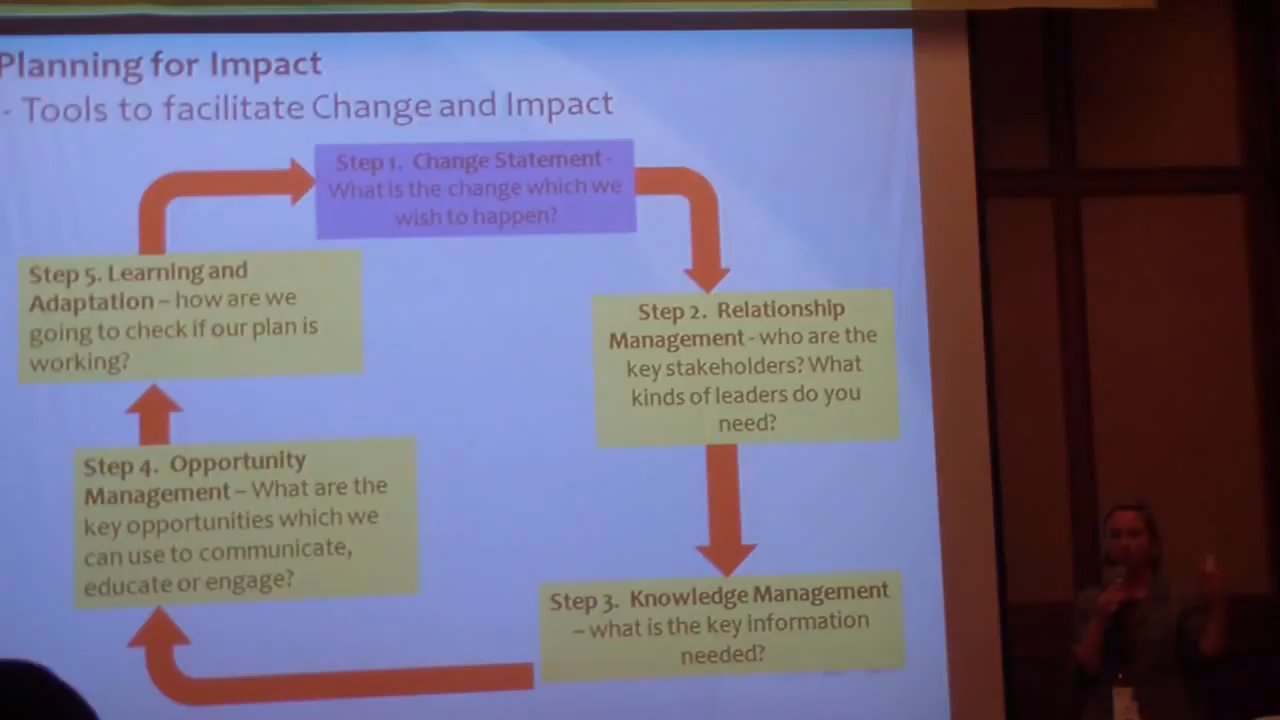 Planning for Impact
- Tools to facilitate Change and Impact
Step 1. Change Statement -
What is the change which we
wish to happen?
Step 2. Relationship
Management - who are the
key stakeholders? What
kinds of leaders do you
need?
Step 3. Knowledge Management
– what is the key information
needed?
Step 4. Opportunity
Management – What are the
key opportunities which we
can use to communicate,
educate or engage?
Step 5. Learning and
Adaptation – how are we
going to check if our plan is
working?